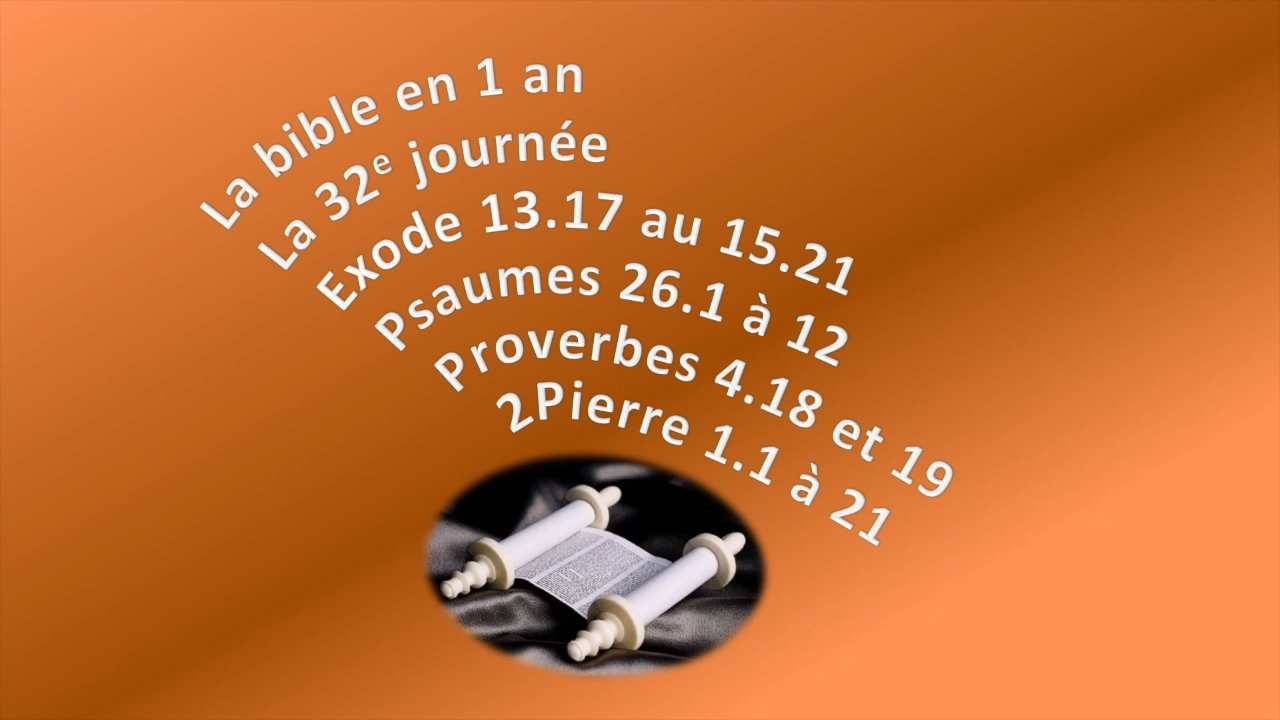 La bible en 1 an
La 32e journée
Exode 13.17 au 15.21
Psaumes 26.1 à 12
Proverbes 4.18 et 19
2Pierre 1.1 à 21